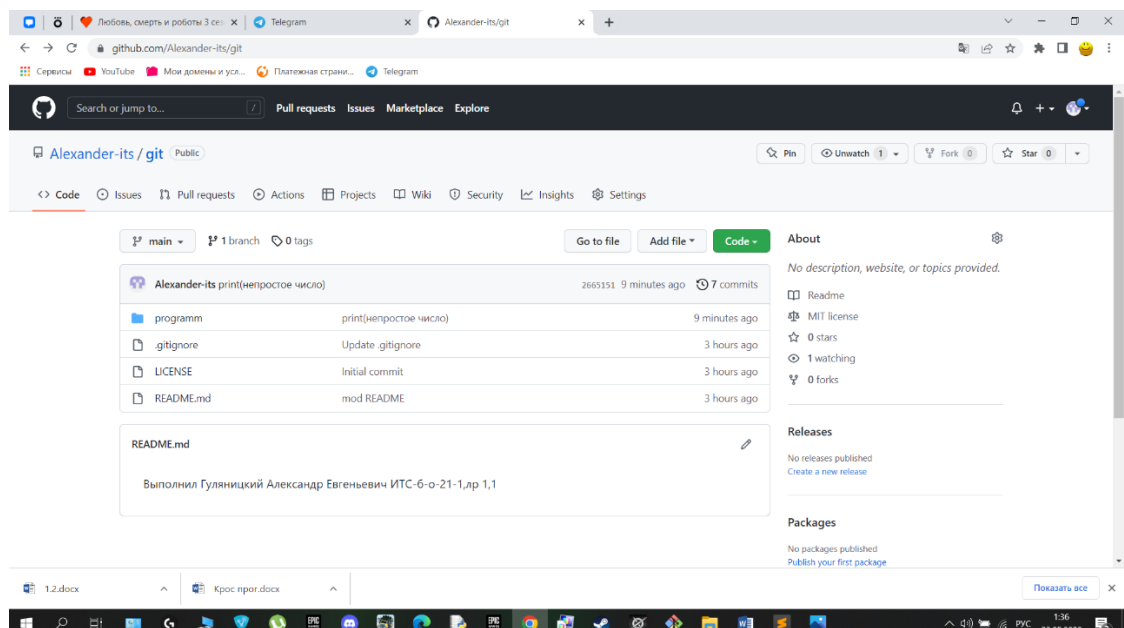 Любовь, смерть и роботы 3 сез
Telegram
Alexander-its/git
github.com/Alexander-its/git
Сервисы YouTube Мои домены и усл... Платежная страни... Telegram
Search or jump to... / Pull requests Issues Marketplace Explore
Alexander-its / git Public
Pin Unwatch 1 Fork 0 Star 0
Code Issues Pull requests Actions Projects Wiki Security Insights Settings
main 1 branch 0 tags Go to file Add file Code
About
No description, website, or topics provided.
Alexander-its print(непростое число) 2665151 9 minutes ago 7 commits
Readme
programm print(непростое число) 9 minutes ago
MIT license
.gitignore Update .gitignore 3 hours ago
0 stars
1 watching
LICENSE Initial commit 3 hours ago
0 forks
README.md mod README 3 hours ago
Releases
README.md
No releases published
Create a new release
Выполнил Гуляницкий Александр Евгеньевич ИТС-б-о-21-1,лр 1,1
Packages
No packages published
Publish your first package
1.2.docx Крос прог.docx Показать все
EPIC EPIC РУС 1:36